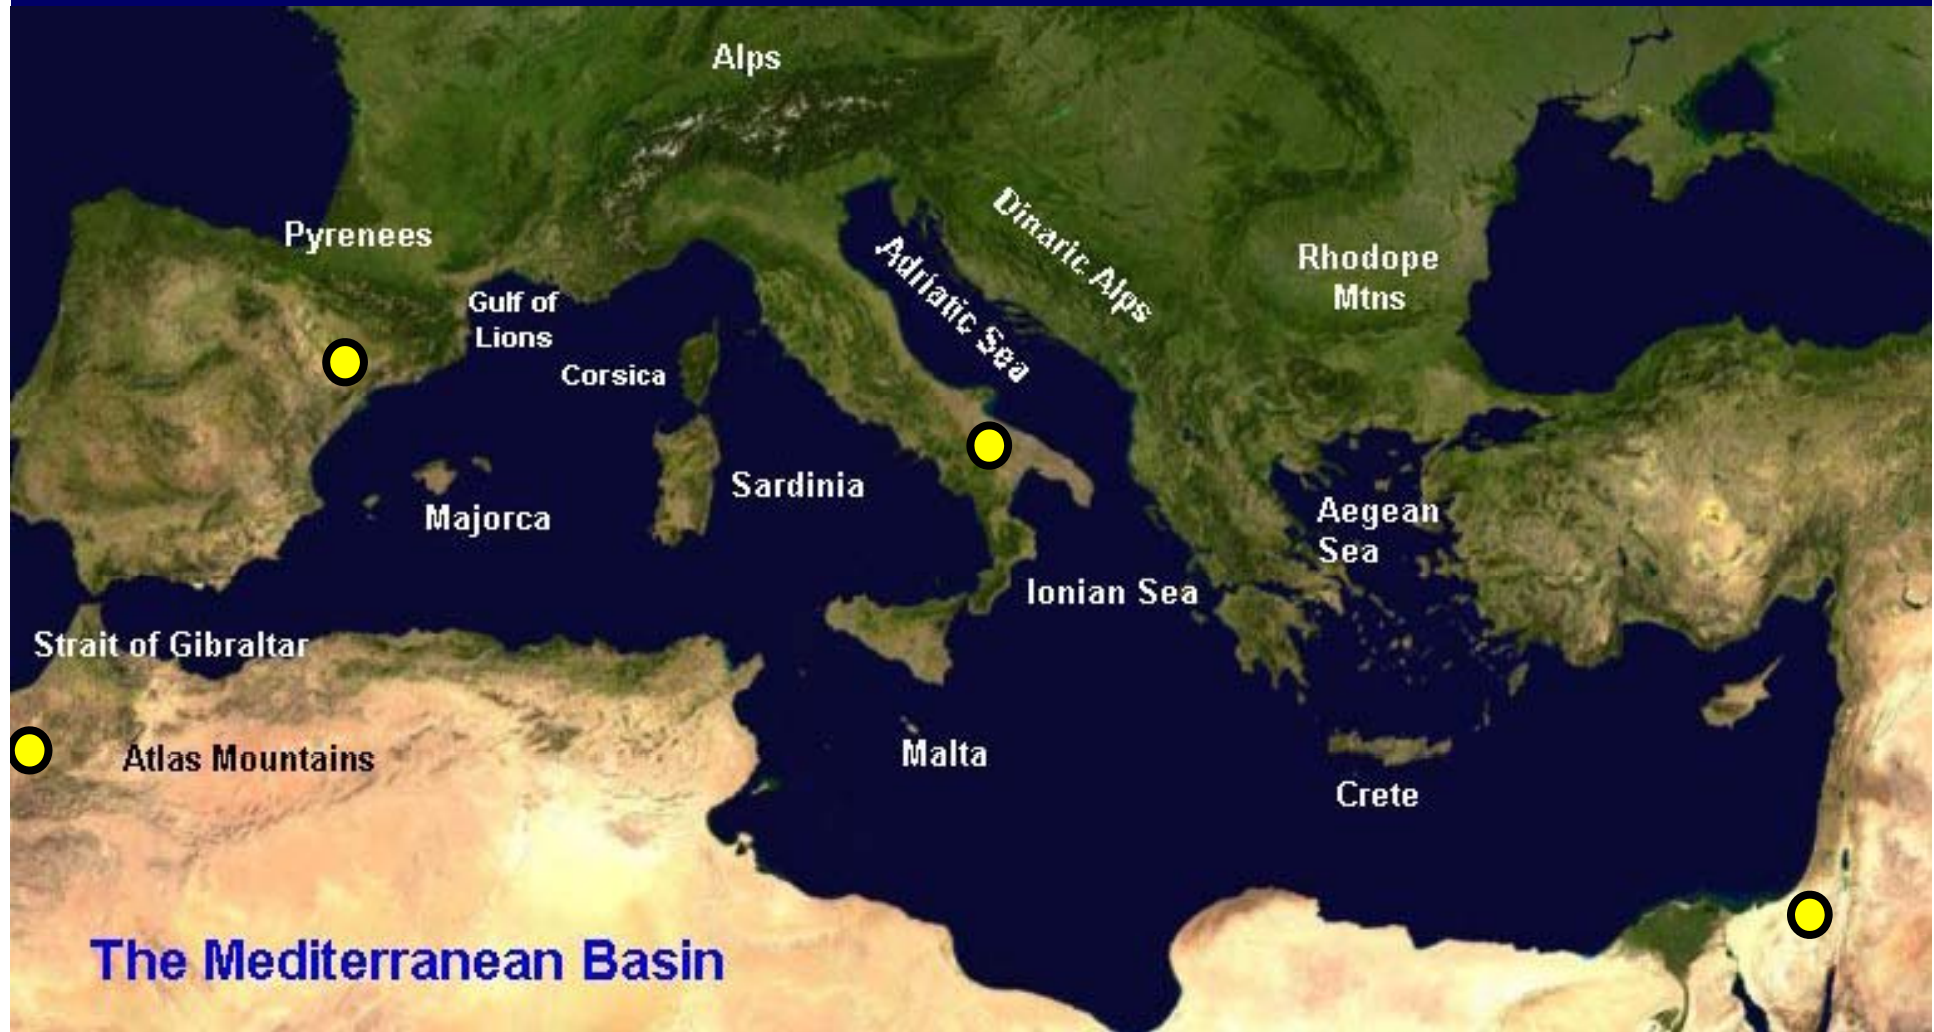 Alps
Pyrenees
Dinaric Alps
Adriatic Sea
Rhodope
Mtns
Gulf of
Lions
Corsica
Sardinia
Majorca
Aegean
Sea
Ionian Sea
Strait of Gibraltar
Atlas Mountains
Malta
Crete
The Mediterranean Basin